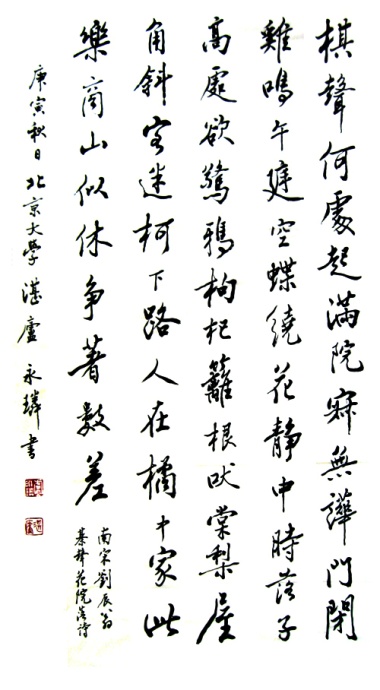 棋聲何處起滿院寂無譁門閉
雞鳴午庭空蝶繞花靜中時落子
高處欲驚鴉枸杞籬根吠棠梨屋
角斜客迷柯下路人在橘中家此
樂商山似休争著數差
南宋劉辰翁
棊聲花院閉詩
庚寅秋日北京大學湛廬永璘書